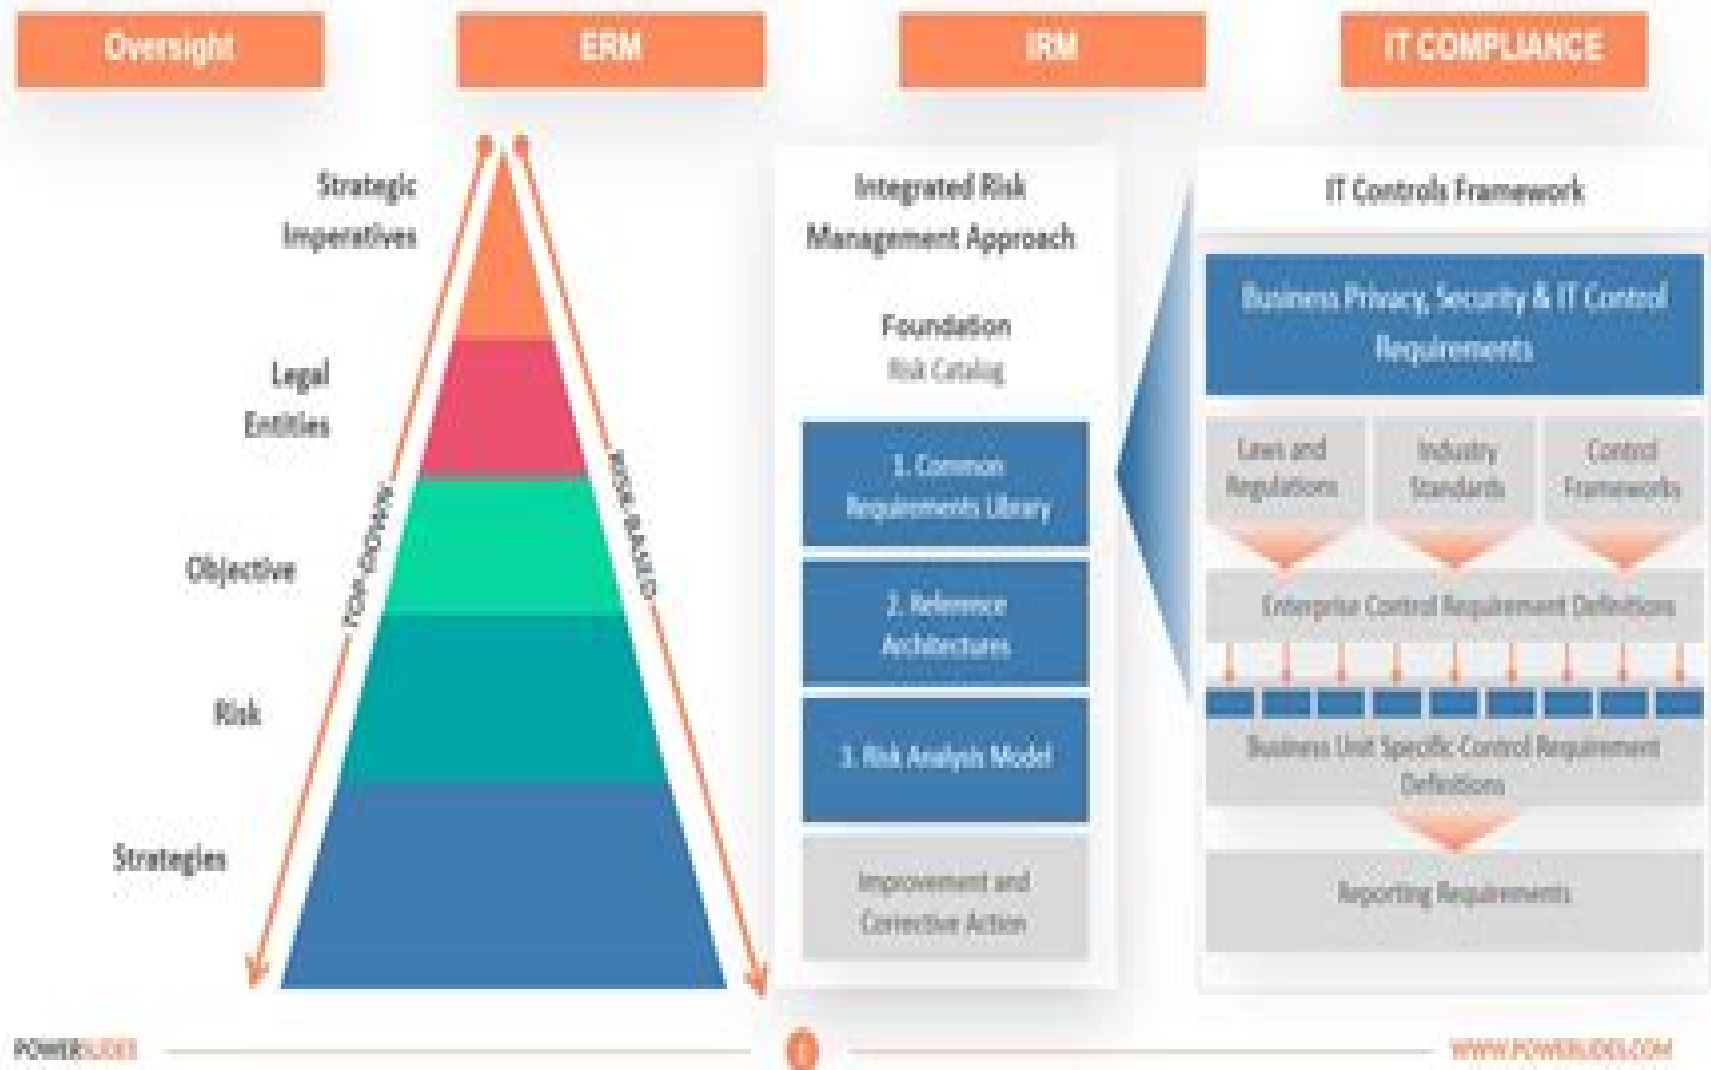 Oversight
ERM
IRM
IT COMPLIANCE
Strategic
Imperatives
Legal
Entities
Objective
Risk
Strategies
TOP-DOWN
RISK-BASED
Integrated Risk
Management Approach
Foundation
Risk Catalog
1. Common
Requirements Library
2. Reference
Architectures
3. Risk Analysis Model
Improvement and
Corrective Action
IT Controls Framework
Business Privacy, Security & IT Control
Requirements
Laws and
Regulations
Industry
Standards
Control
Frameworks
Enterprise Control Requirement Definitions
Business Unit Specific Control Requirement
Definitions
Reporting Requirements
POWERSLIDES
WWW.POWERSLIDES.COM